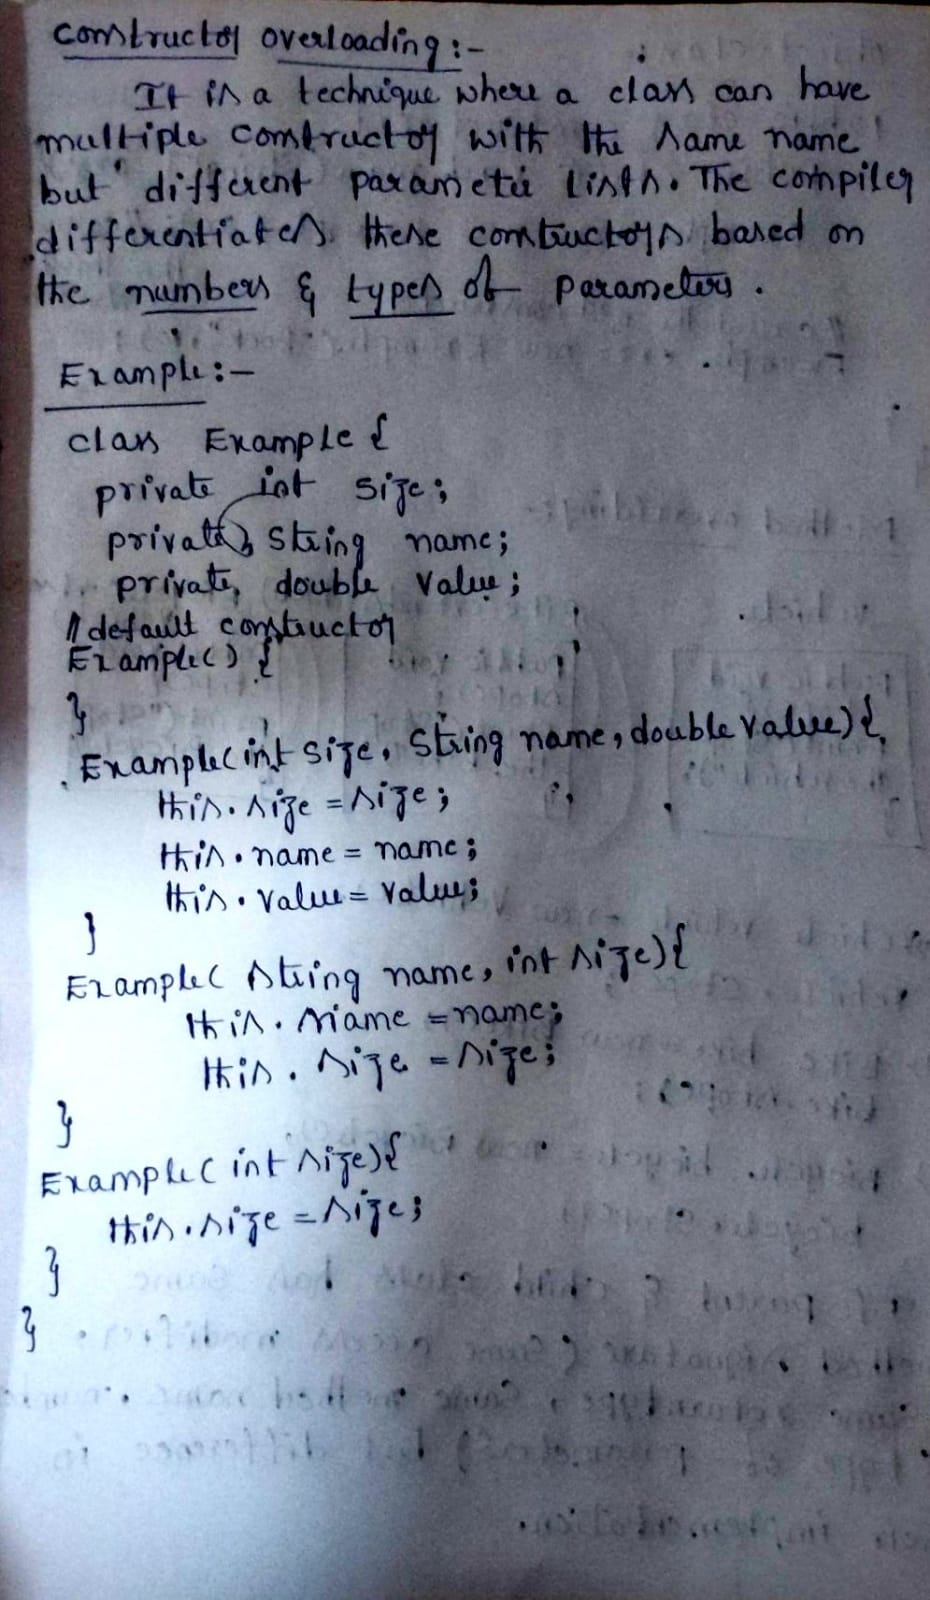 constructor overloading:-
It is a technique where a class can have
multiple constructor with the same name
but different parameter lists. The compiler
differentiates these constructors based on
the numbers & types of parameters.
Example:-
class Example {
private int size;
private String name;
private double value;
// default constructor
Example() {
}
Example(int size, String name, double value) {
this.size = size;
this.name = name;
this.value = value;
}
Example( String name, int size) {
this.name = name;
this.size = size;
}
Example( int size) {
this.size = size;
}
}